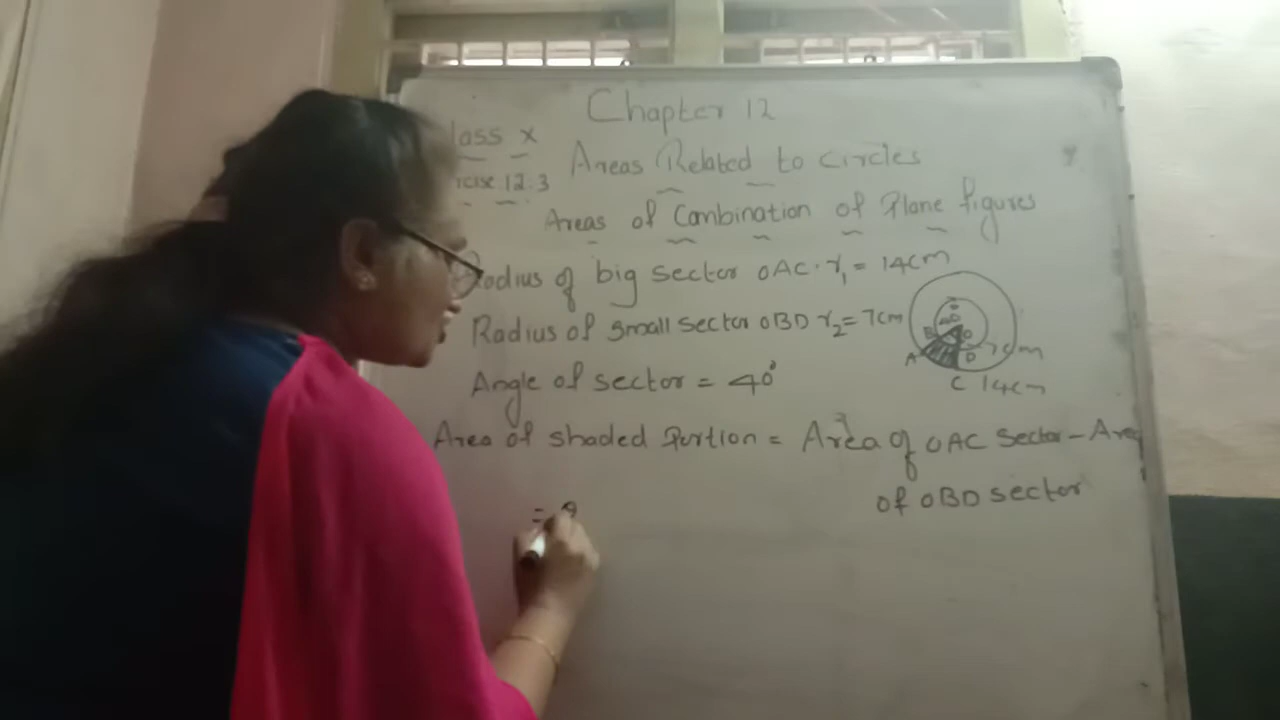 Chapter 12
lass x
Areas Related to circles
rcise 12.3
Areas of Combination of Plane figures
Radius of big sector OAC. r₁ = 14cm
Radius of small sector OBD r₂ = 7cm
Angle of sector = 40°
A B O D 7cm
C 14cm
Area of shaded Portion = Area of OAC sector - Area
of OBD sector
= θ